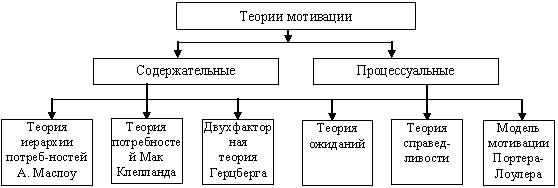 Теории мотивации
Содержательные
Процессуальные
Теория
иерархии
потреб-ностей
А. Маслоу
Теория
потребносте
й Мак
Клелланда
Двухфактор
ная
теория
Герцберга
Теория
ожиданий
Теория
справед-
ливости
Модель
мотивации
Портера-
Лоулера